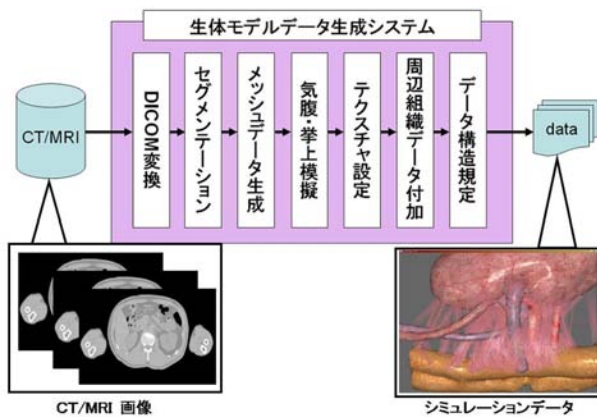 生体モデルデータ生成システム
CT/MRI
DICOM変換
セグメンテーション
メッシュデータ生成
気腹・挙上模擬
テクスチャ設定
周辺組織データ付加
データ構造規定
data
CT/MRI 画像
シミュレーションデータ